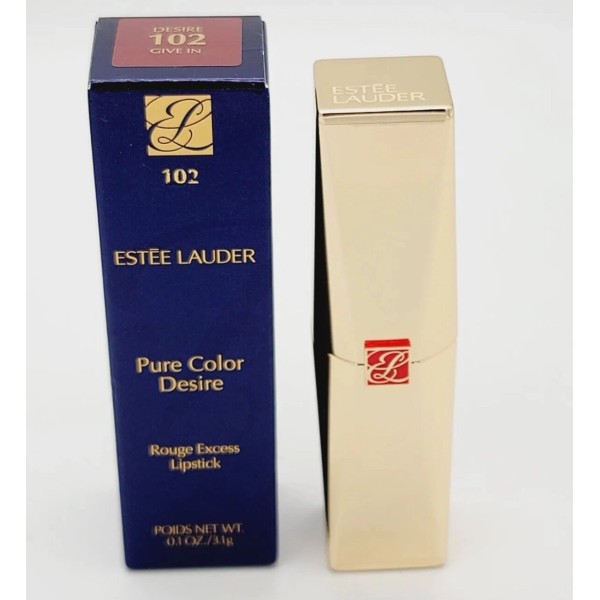 DESIRE
102
GIVE IN
102
ESTĒE LAUDER
Pure Color
Desire
Rouge Excess
Lipstick
POIDS NET WT.
0.1 OZ./3.1g
ESTĒE
LAUDER